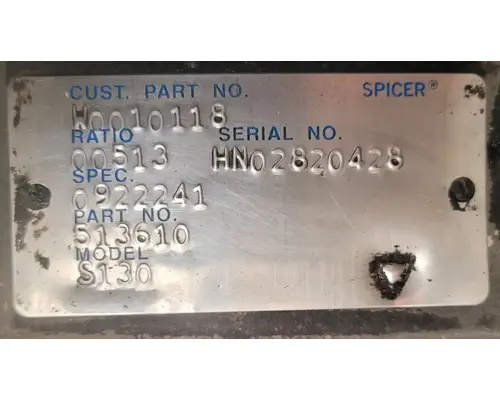 CUST. PART NO. SPICER®
W0010118
RATIO SERIAL NO.
00513 HN02820428
SPEC.
0922241
PART NO.
513610
MODEL
S130